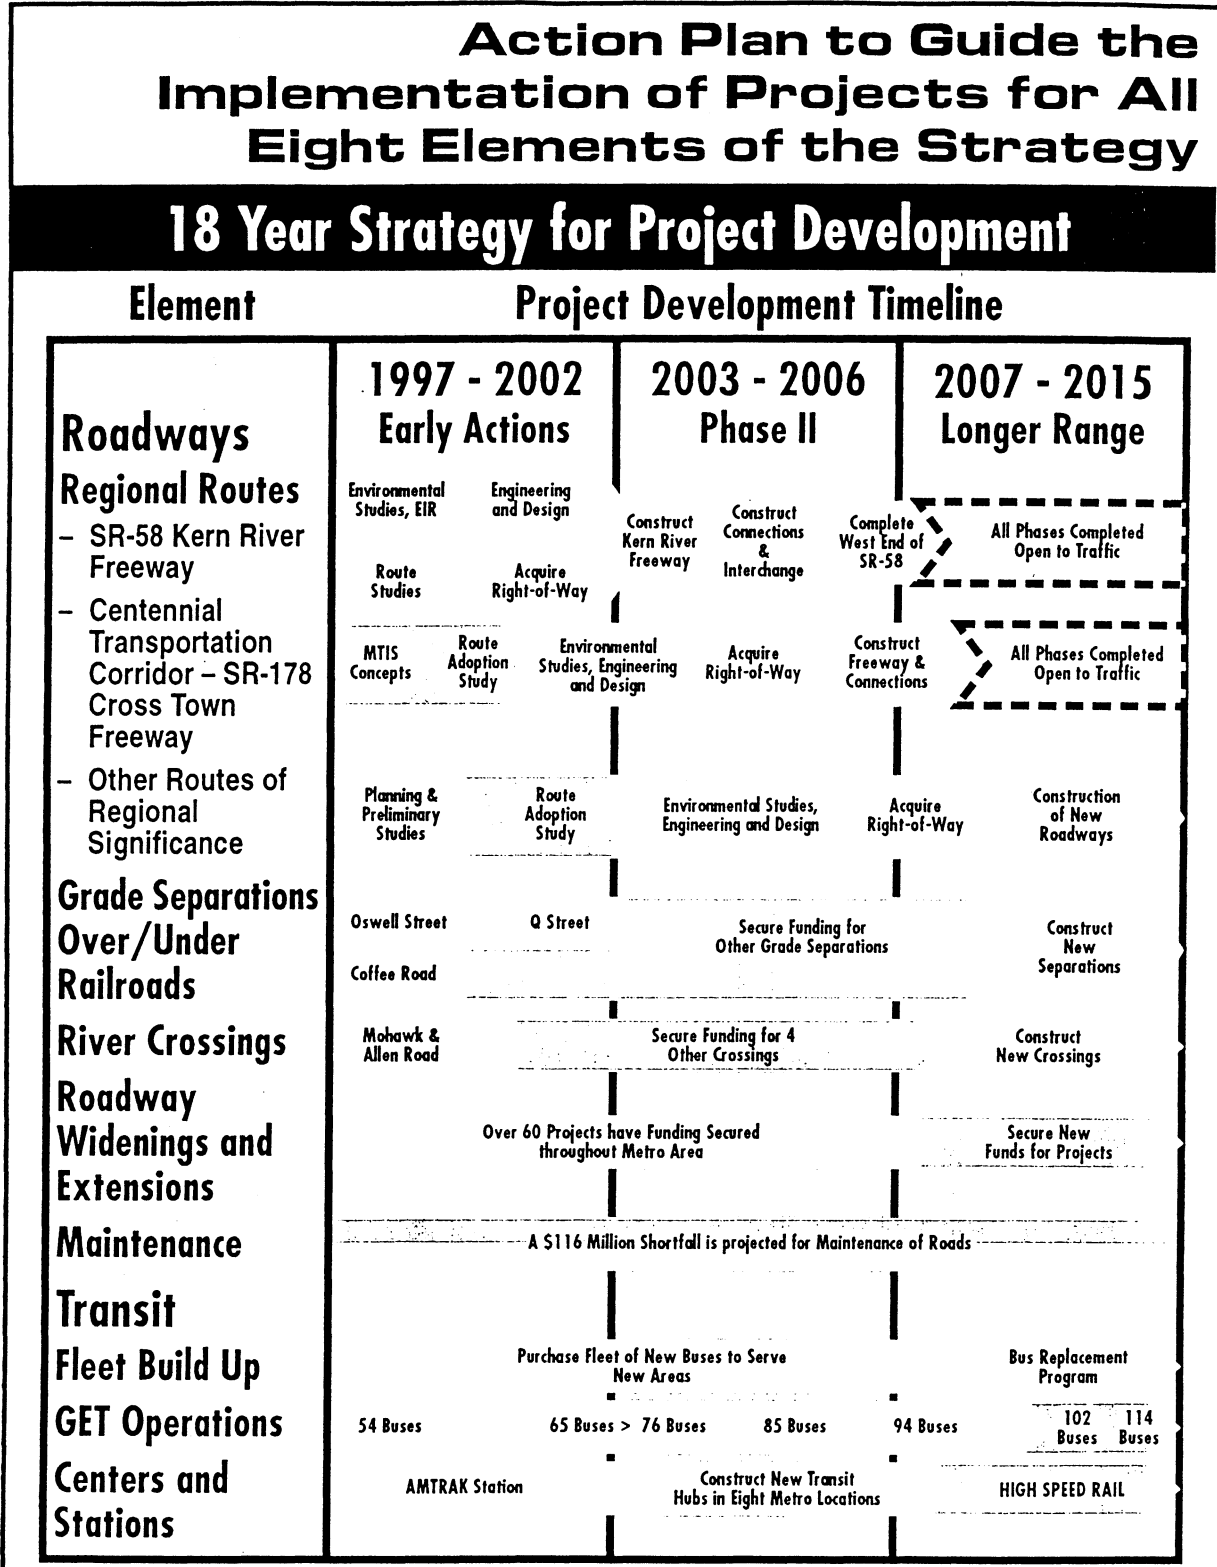 Action Plan to Guide the
Implementation of Projects for All
Eight Elements of the Strategy
18 Year Strategy for Project Development
Element
Project Development Timeline
1997 - 2002
Early Actions
2003 - 2006
Phase II
2007 - 2015
Longer Range
Roadways
Regional Routes
– SR-58 Kern River
Freeway
Environmental
Studies, EIR
Engineering
and Design
Route
Studies
Acquire
Right-of-Way
Construct
Kern River
Freeway
Construct
Connections
&
Interchange
Complete
West End of
SR-58
All Phases Completed
Open to Traffic
– Centennial
Transportation
Corridor – SR-178
Cross Town
Freeway
MTIS
Concepts
Route
Adoption
Study
Environmental
Studies, Engineering
and Design
Acquire
Right-of-Way
Construct
Freeway &
Connections
All Phases Completed
Open to Traffic
– Other Routes of
Regional
Significance
Planning &
Preliminary
Studies
Route
Adoption
Study
Environmental Studies,
Engineering and Design
Acquire
Right-of-Way
Construction
of New
Roadways
Grade Separations
Over/Under
Railroads
Oswell Street
Q Street
Coffee Road
Secure Funding for
Other Grade Separations
Construct
New
Separations
River Crossings
Mohawk &
Allen Road
Secure Funding for 4
Other Crossings
Construct
New Crossings
Roadway
Widenings and
Extensions
Over 60 Projects have Funding Secured
throughout Metro Area
Secure New
Funds for Projects
Maintenance
A $116 Million Shortfall is projected for Maintenance of Roads
Transit
Fleet Build Up
Purchase Fleet of New Buses to Serve
New Areas
Bus Replacement
Program
GET Operations
54 Buses
65 Buses > 76 Buses
85 Buses
94 Buses
102
Buses
114
Buses
Centers and
Stations
AMTRAK Station
Construct New Transit
Hubs in Eight Metro Locations
HIGH SPEED RAIL